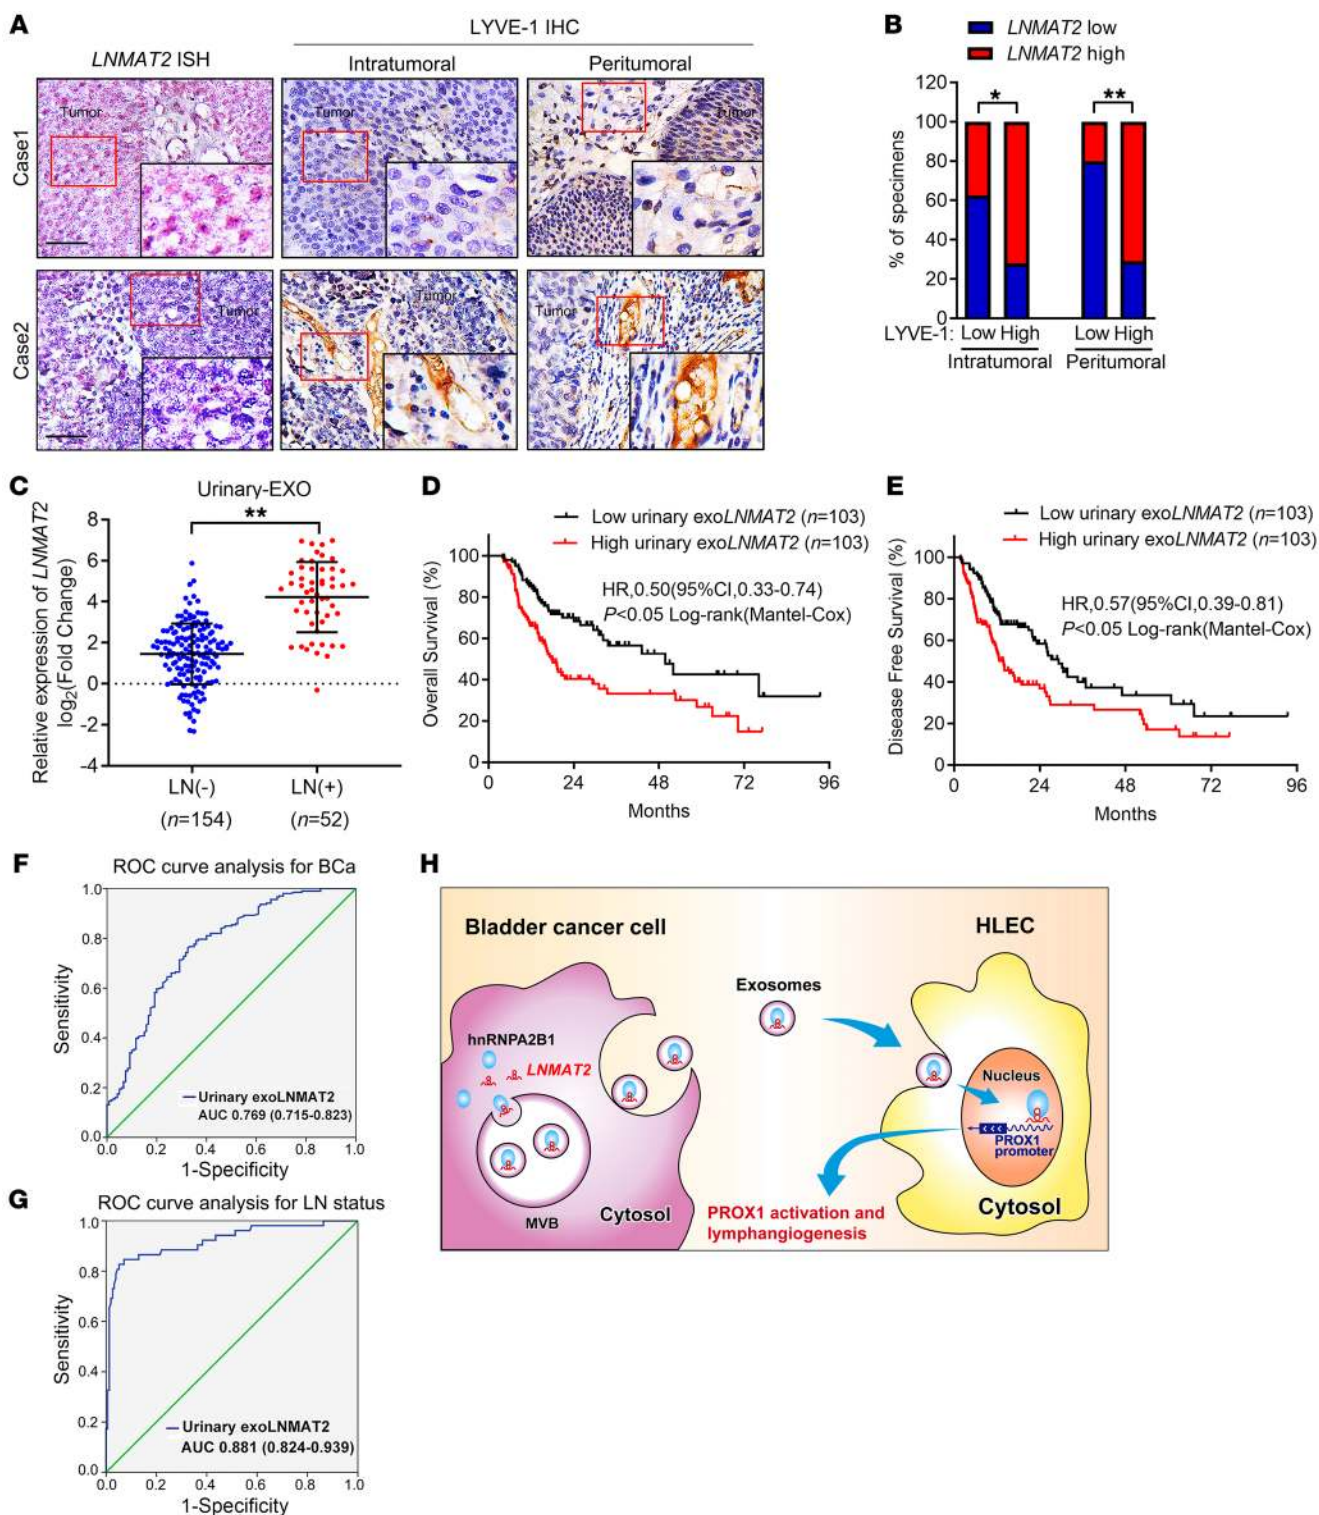 A
LYVE-1 IHC
LNMAT2 ISH
Intratumoral
Peritumoral
Case1
Tumor
Tumor
Tumor
Case2
Tumor
Tumor
Tumor
B
LNMAT2 low
LNMAT2 high
% of specimens
120
100
80
60
40
20
0
*
**
LYVE-1: Low High Low High
Intratumoral Peritumoral
C
Urinary-EXO
**
Relative expression of LNMAT2
log2(Fold Change)
8
6
4
2
0
-2
-4
LN(-) LN(+)
(n=154) (n=52)
D
Low urinary exoLNMAT2 (n=103)
High urinary exoLNMAT2 (n=103)
HR,0.50(95%CI,0.33-0.74)
P<0.05 Log-rank(Mantel-Cox)
Overall Survival (%)
100
80
60
40
20
0
0 24 48 72 96
Months
E
Low urinary exoLNMAT2 (n=103)
High urinary exoLNMAT2 (n=103)
HR,0.57(95%CI,0.39-0.81)
P<0.05 Log-rank(Mantel-Cox)
Disease Free Survival (%)
100
80
60
40
20
0
0 24 48 72 96
Months
F
ROC curve analysis for BCa
Sensitivity
1.0
0.8
0.6
0.4
0.2
0.0
Urinary exoLNMAT2
AUC 0.769 (0.715-0.823)
0.0 0.2 0.4 0.6 0.8 1.0
1-Specificity
G
ROC curve analysis for LN status
Sensitivity
1.0
0.8
0.6
0.4
0.2
0.0
Urinary exoLNMAT2
AUC 0.881 (0.824-0.939)
0.0 0.2 0.4 0.6 0.8 1.0
1-Specificity
H
Bladder cancer cell
HLEC
Exosomes
hnRNPA2B1
LNMAT2
Nucleus
PROX1
promoter
MVB
Cytosol
Cytosol
PROX1 activation and
lymphangiogenesis